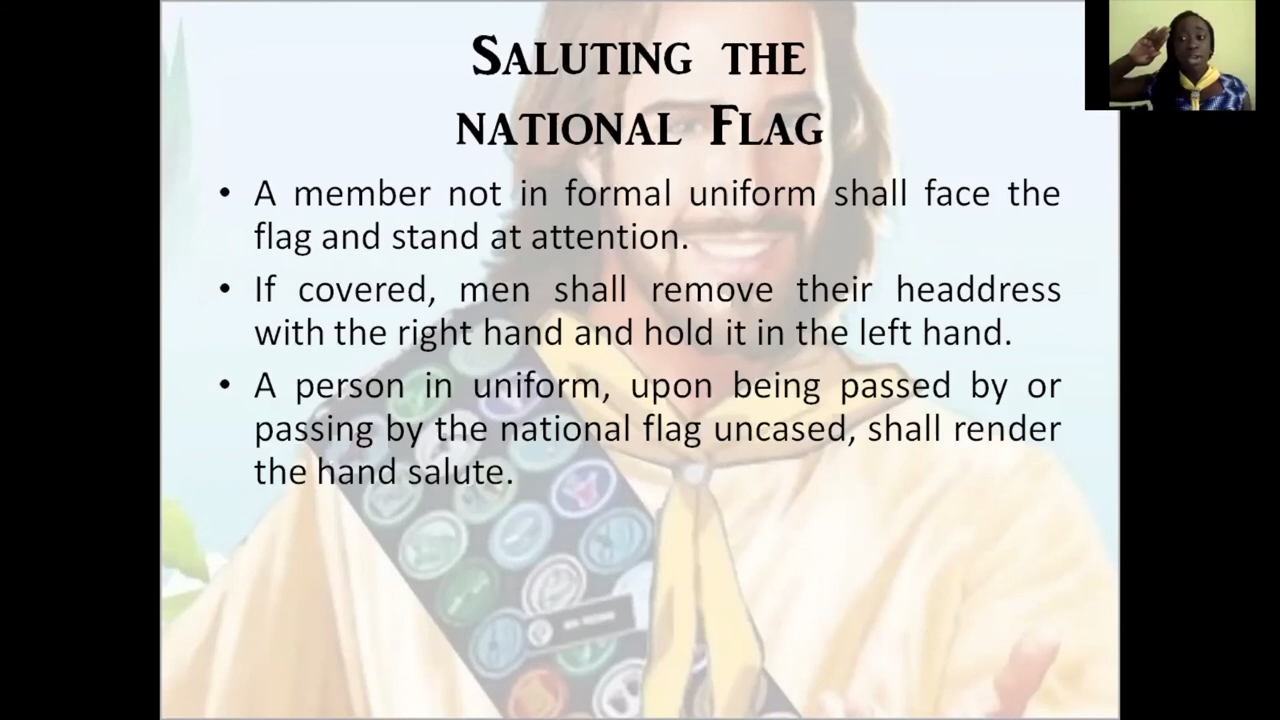 SALUTING THE
NATIONAL FLAG
• A member not in formal uniform shall face the
flag and stand at attention.
• If covered, men shall remove their headdress
with the right hand and hold it in the left hand.
• A person in uniform, upon being passed by or
passing by the national flag uncased, shall render
the hand salute.